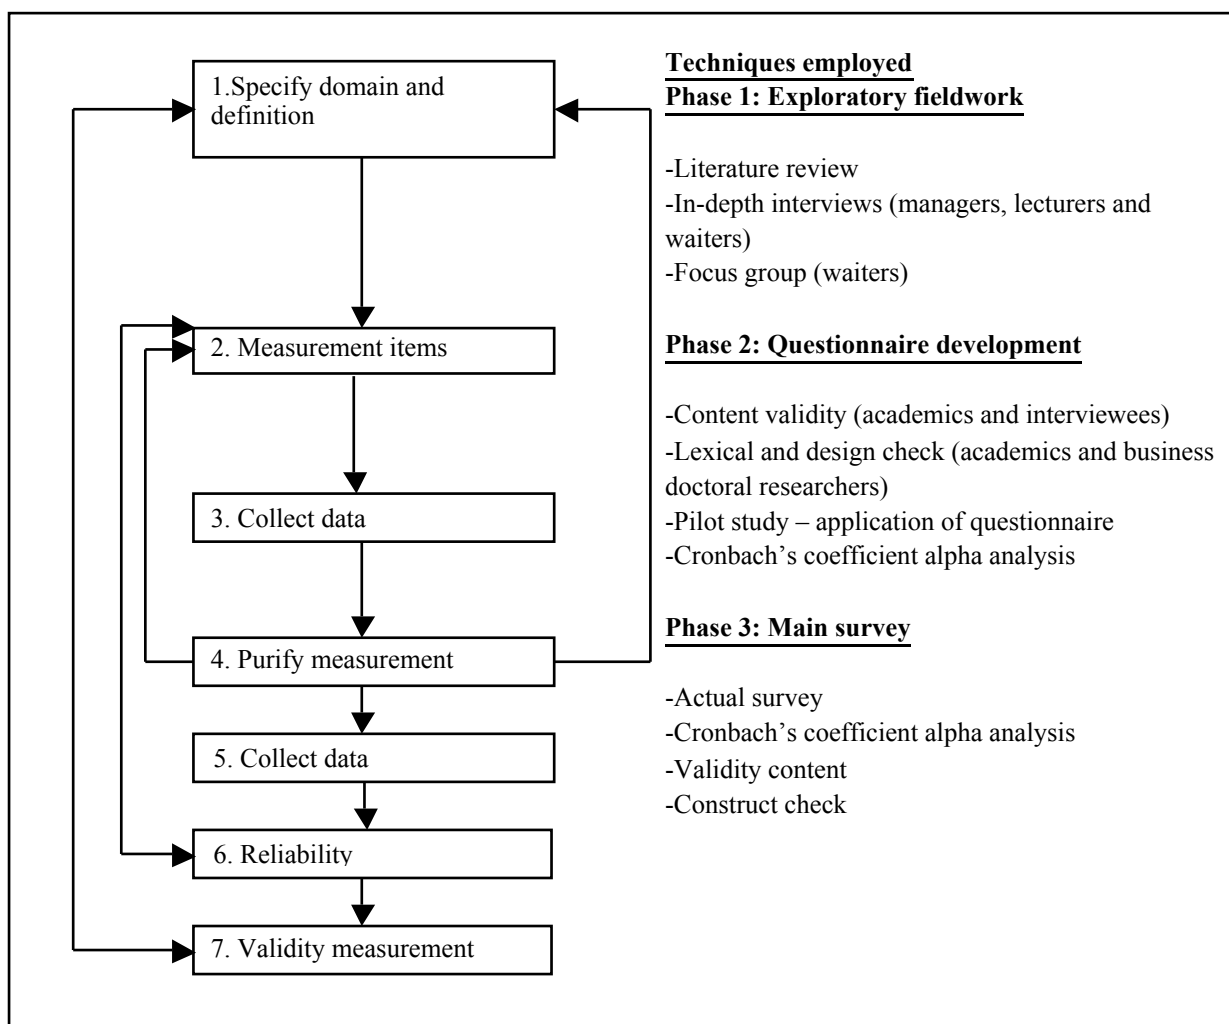 1.Specify domain and
definition
2. Measurement items
3. Collect data
4. Purify measurement
5. Collect data
6. Reliability
7. Validity measurement
Techniques employed
Phase 1: Exploratory fieldwork
-Literature review
-In-depth interviews (managers, lecturers and
waiters)
-Focus group (waiters)
Phase 2: Questionnaire development
-Content validity (academics and interviewees)
-Lexical and design check (academics and business
doctoral researchers)
-Pilot study – application of questionnaire
-Cronbach’s coefficient alpha analysis
Phase 3: Main survey
-Actual survey
-Cronbach’s coefficient alpha analysis
-Validity content
-Construct check